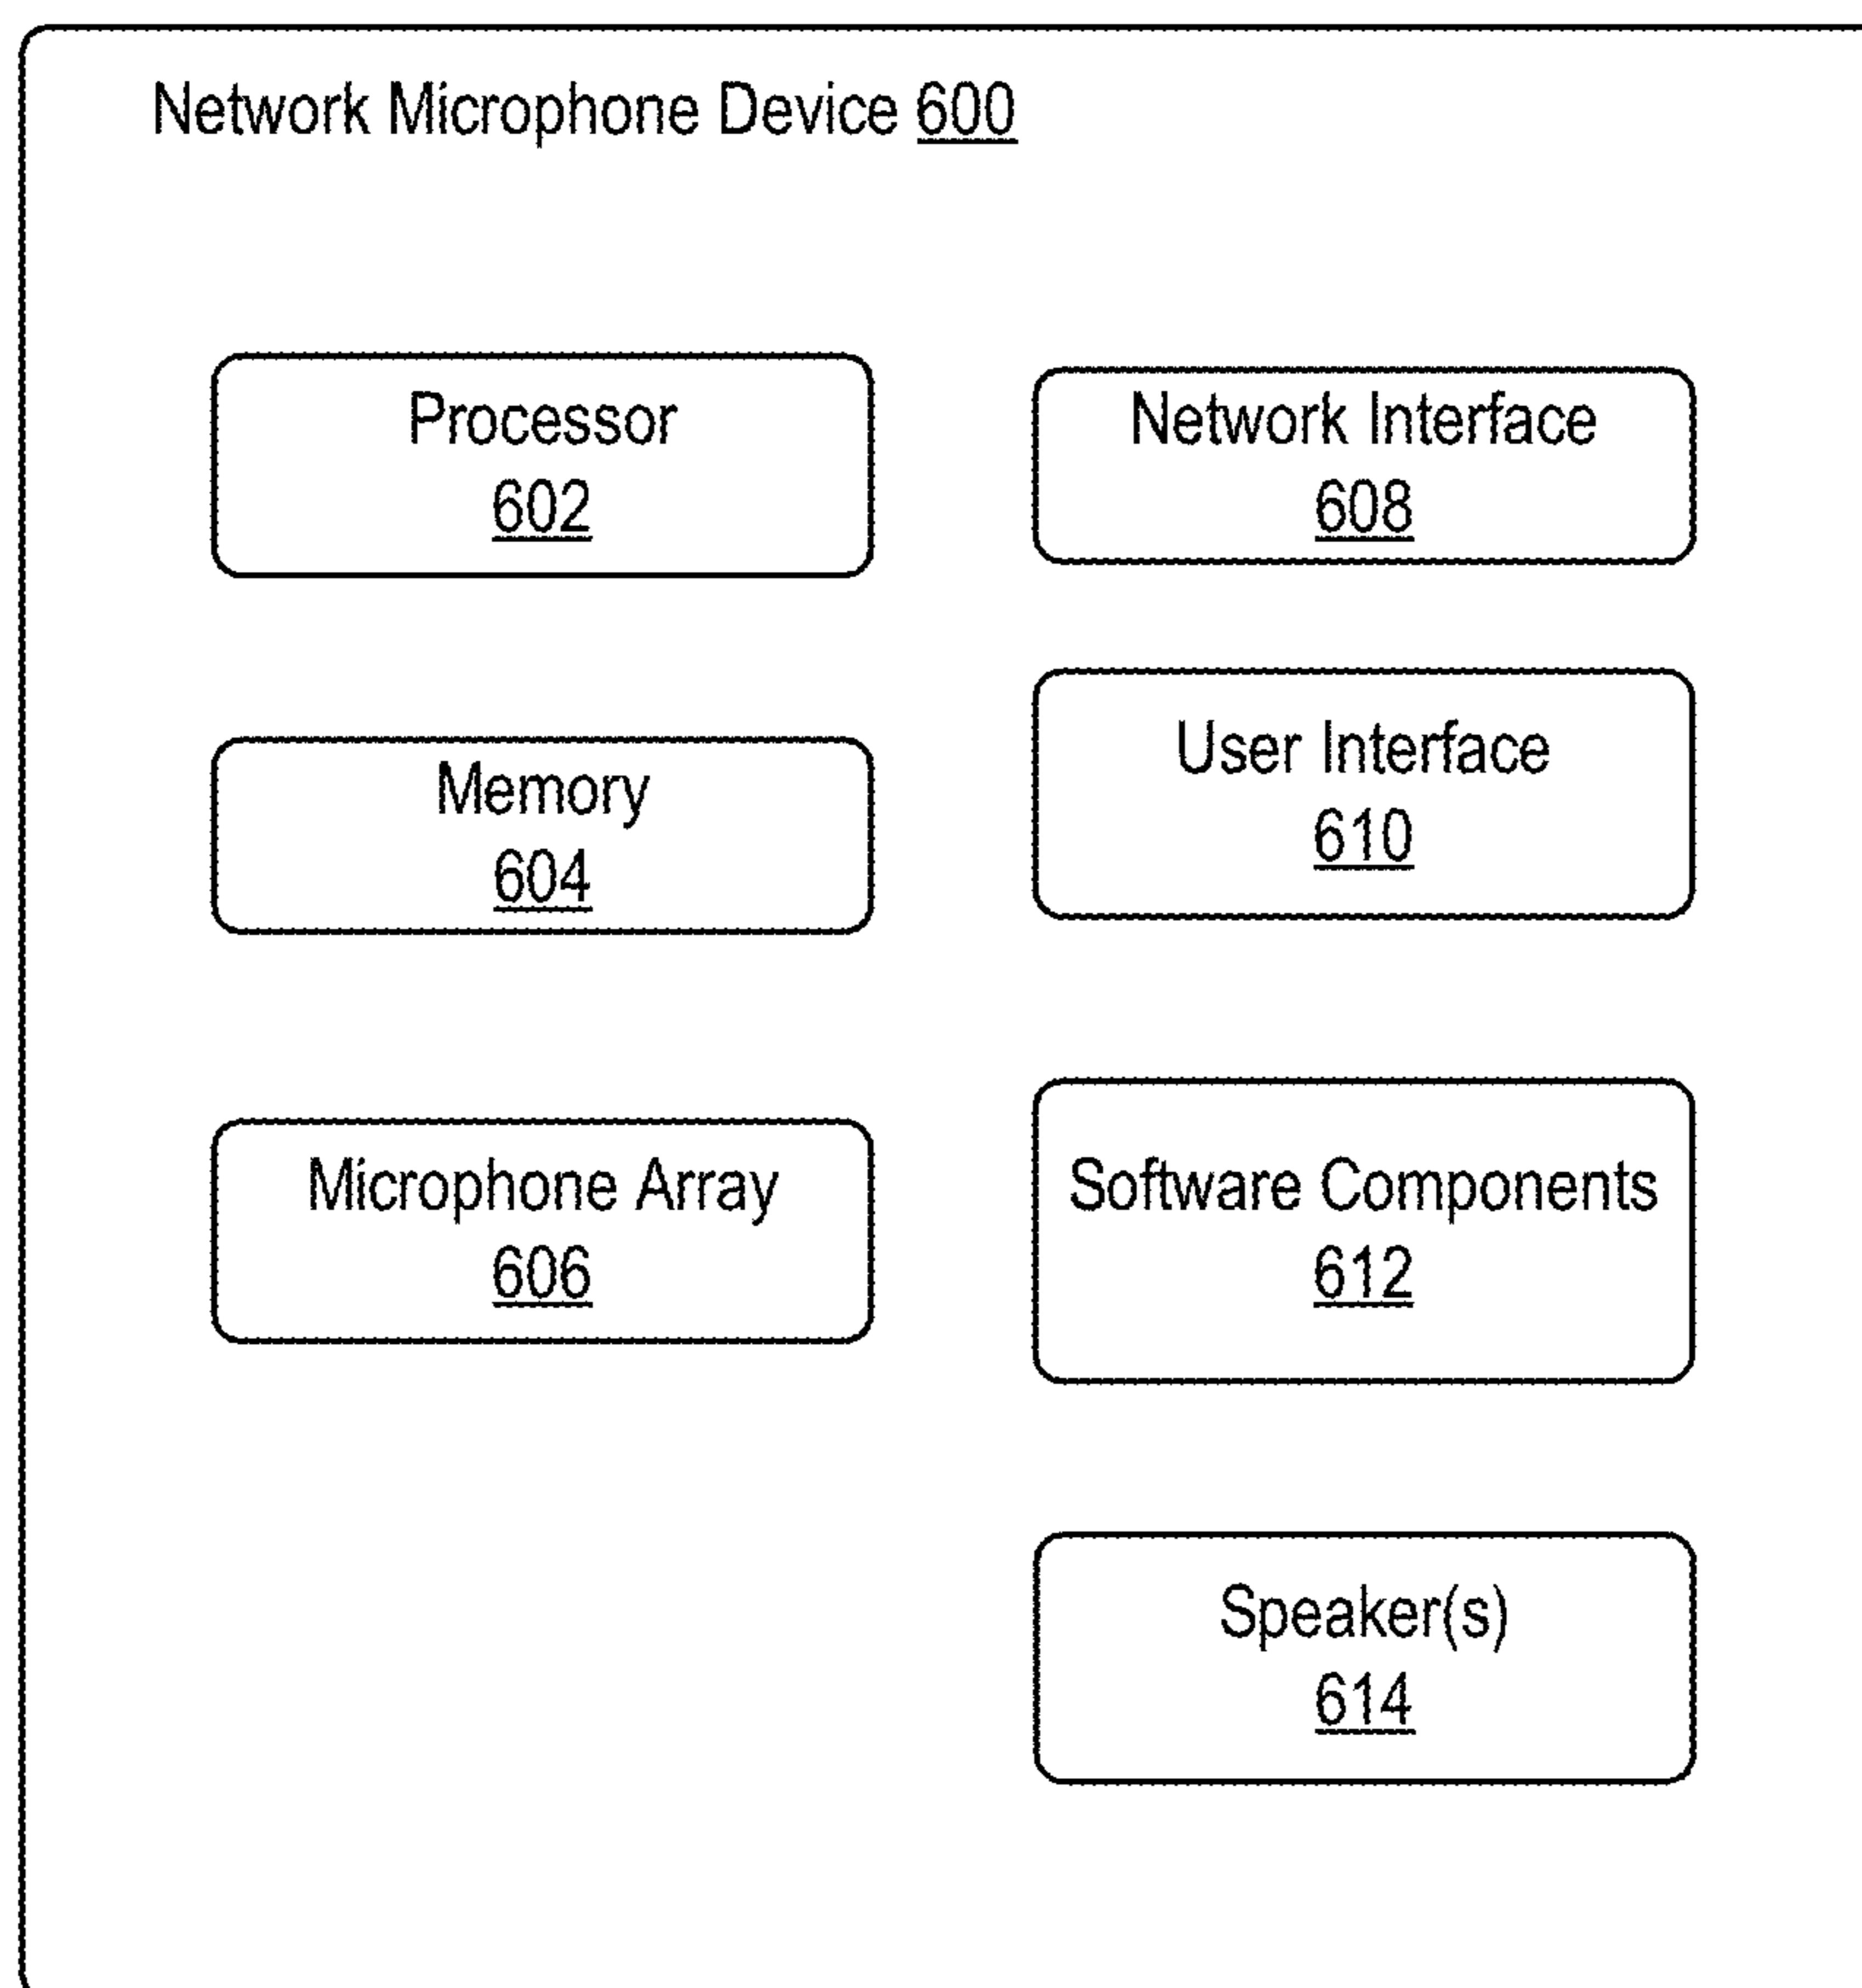 Network Microphone Device 600
Processor
602
Network Interface
608
Memory
604
User Interface
610
Microphone Array
606
Software Components
612
Speaker(s)
614